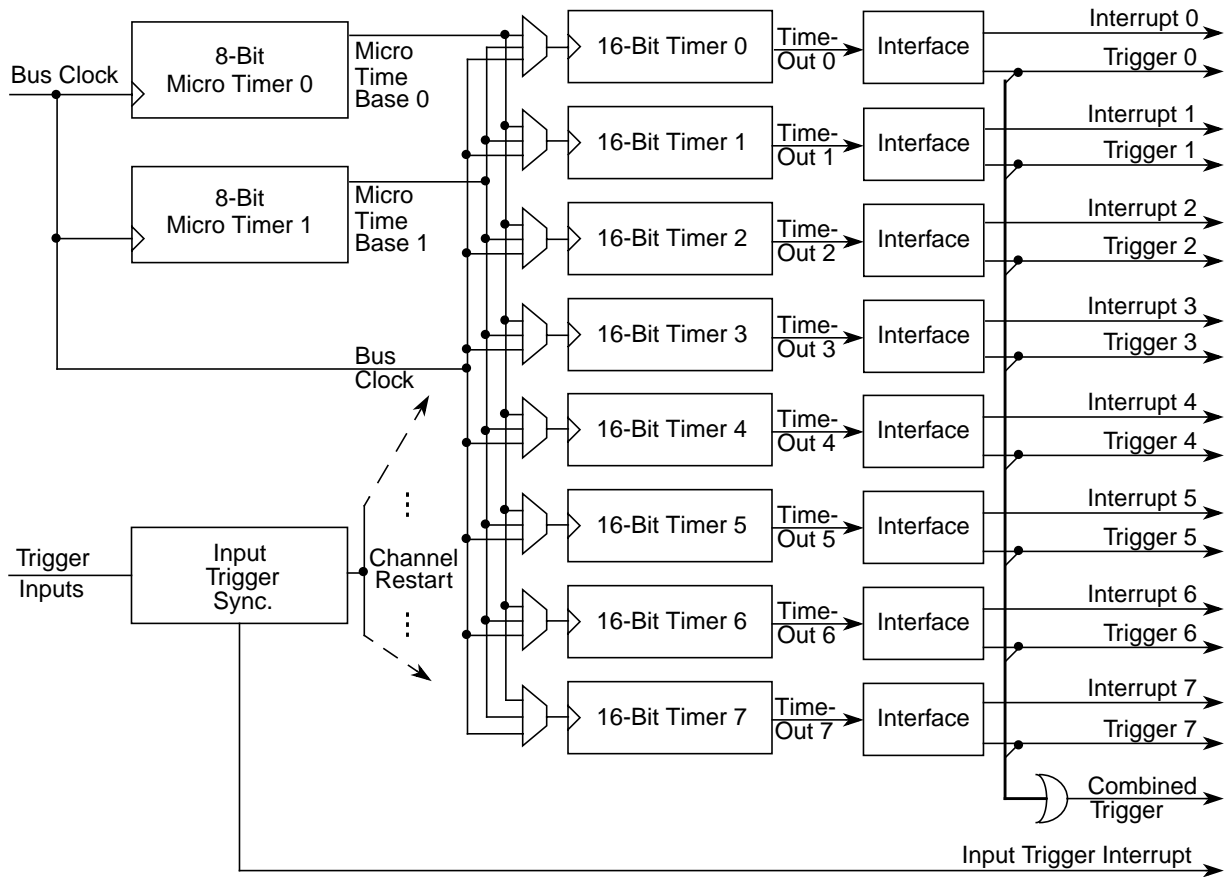 8-Bit
Micro Timer 0
Bus Clock
Micro
Time
Base 0
8-Bit
Micro Timer 1
Micro
Time
Base 1
Bus
Clock
Trigger
Inputs
Input
Trigger
Sync.
Channel
Restart
16-Bit Timer 0
Time-
Out 0
Interface
Interrupt 0
Trigger 0
16-Bit Timer 1
Time-
Out 1
Interface
Interrupt 1
Trigger 1
16-Bit Timer 2
Time-
Out 2
Interface
Interrupt 2
Trigger 2
16-Bit Timer 3
Time-
Out 3
Interface
Interrupt 3
Trigger 3
16-Bit Timer 4
Time-
Out 4
Interface
Interrupt 4
Trigger 4
16-Bit Timer 5
Time-
Out 5
Interface
Interrupt 5
Trigger 5
16-Bit Timer 6
Time-
Out 6
Interface
Interrupt 6
Trigger 6
16-Bit Timer 7
Time-
Out 7
Interface
Interrupt 7
Trigger 7
Combined
Trigger
Input Trigger Interrupt